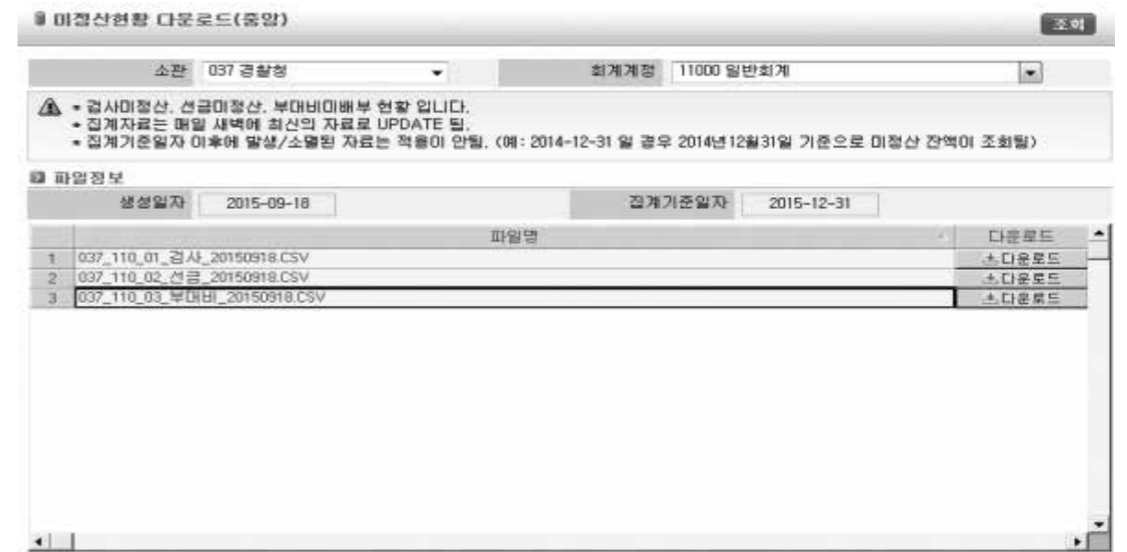 미정산현황 다운로드(중앙)
조회
소관 037 경찰청 회계계정 11000 일반회계
- 검사미정산, 선금미정산, 부대비미배부 현황 입니다.
- 집계자료는 매일 새벽에 최신의 자료로 UPDATE 됨.
- 집계기준일자 이후에 발생/소멸된 자료는 적용이 안됨. (예: 2014-12-31 일 경우 2014년12월31일 기준으로 미정산 잔액이 조회됨)
파일정보
생성일자 2015-09-18 집계기준일자 2015-12-31
파일명 다운로드
1 037_110_01_검사_20150918.CSV 다운로드
2 037_110_02_선금_20150918.CSV 다운로드
3 037_110_03_부대비_20150918.CSV 다운로드